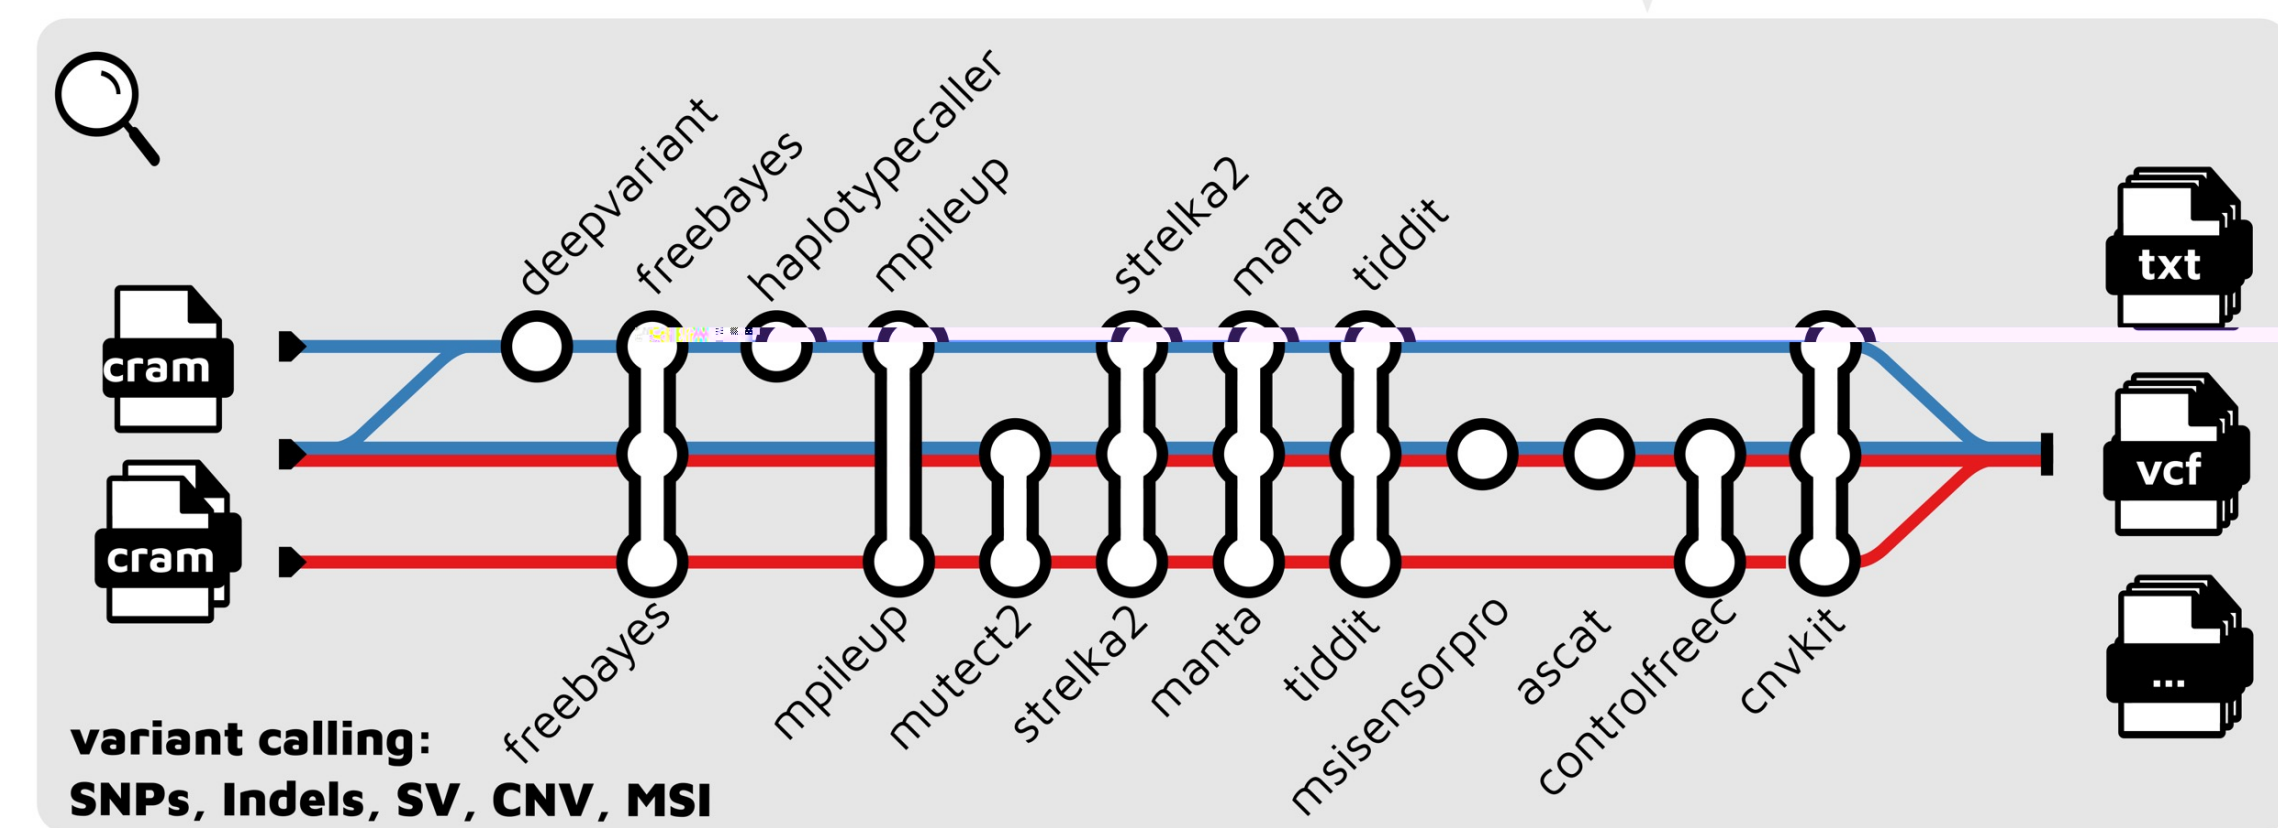 deepvariant
freebayes
haplotypecaller
mpileup
strelka2
manta
tiddit
cram
cram
txt
vcf
...
freebayes
mpileup
mutect2
strelka2
manta
tiddit
msisensorpro
ascat
controlfreec
cnvkit
variant calling:
SNPs, Indels, SV, CNV, MSI